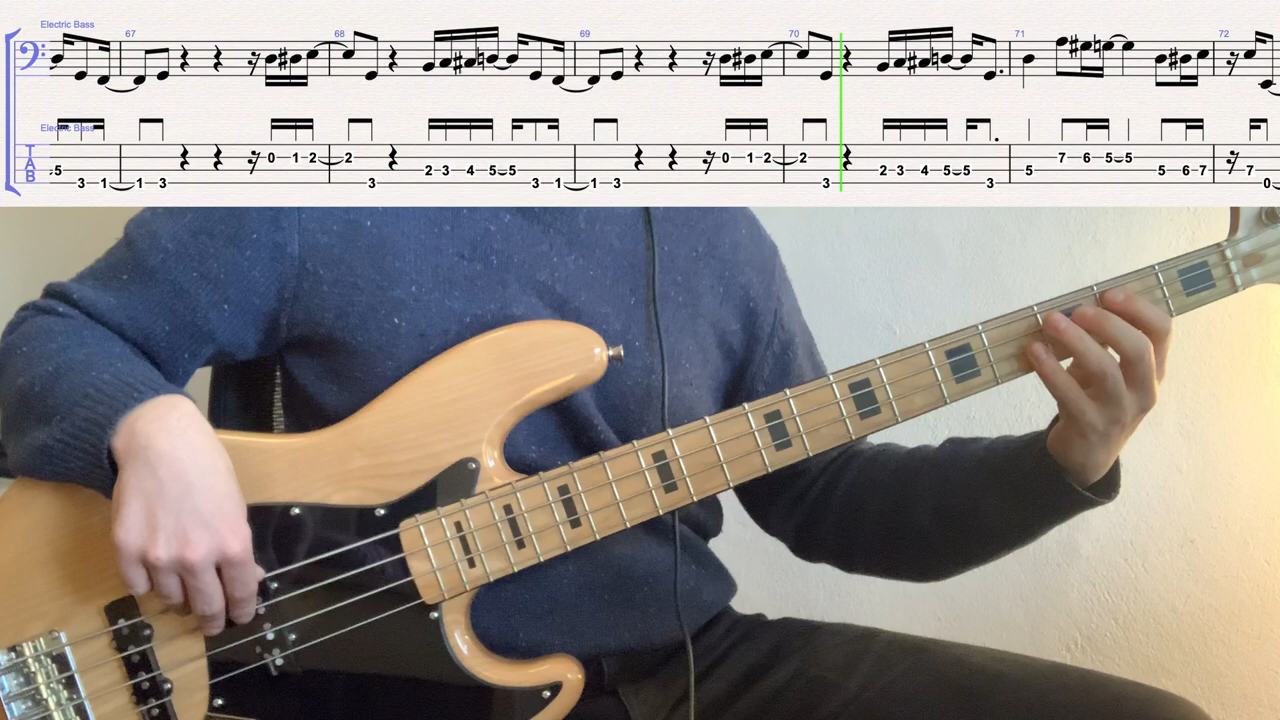 Electric Bass
67 68 69 70 71 72
Electric Bass
T
A
B
5 3 1 1 3 0 1 2 2 3 2 3 4 5 5 3 1 1 3 0 1 2 2 3 2 3 4 5 5 3 5 7 6 5 5 5 6 7 7 0